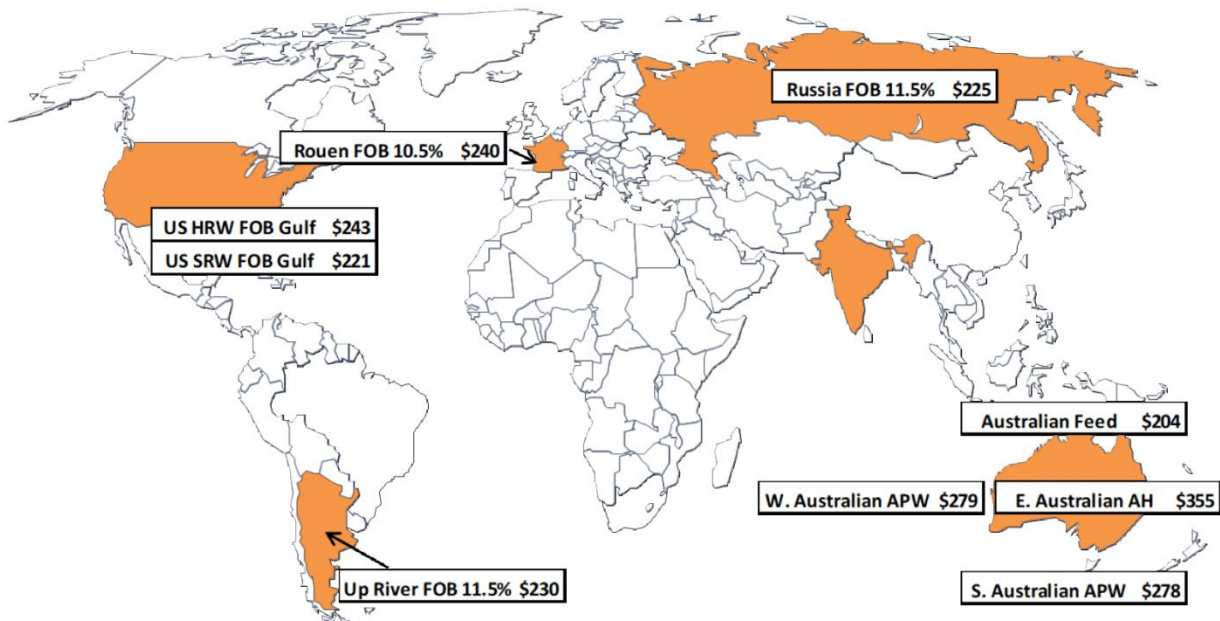 Russia FOB 11.5% $225
Rouen FOB 10.5% $240
US HRW FOB Gulf $243
US SRW FOB Gulf $221
Australian Feed $204
W. Australian APW $279
E. Australian AH $355
Up River FOB 11.5% $230
S. Australian APW $278